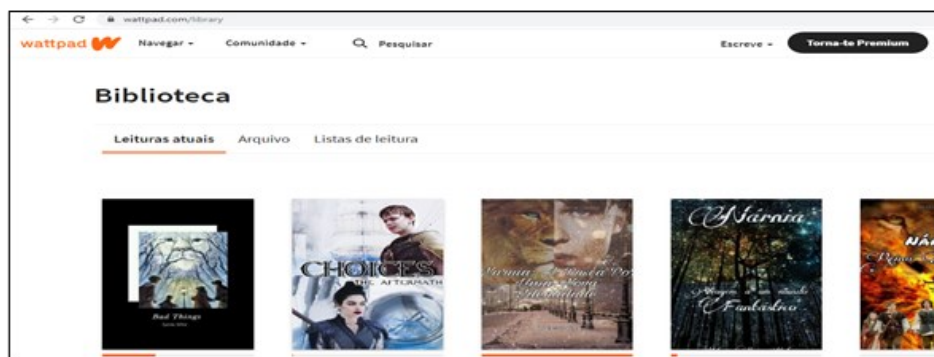 wattpad.com/library
wattpad Navegar Comunidade Pesquisar Escreve Torna-te Premium
Biblioteca
Leituras atuais Arquivo Listas de leitura
Bad Things
CHOICES
THE AFTERMATH
Nárnia
Fantástico